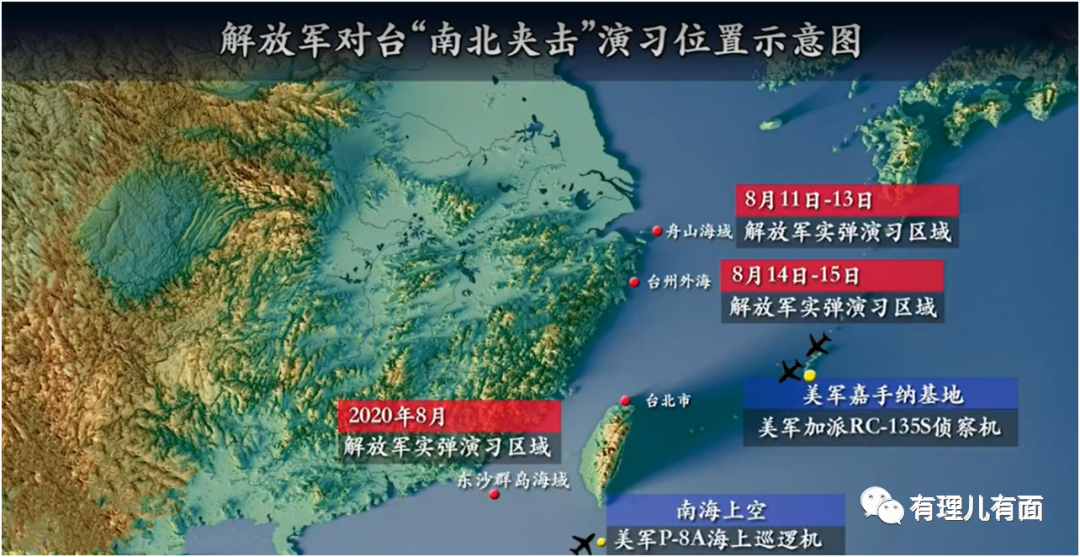 解放军对台“南北夹击”演习位置示意图
8月11日-13日
舟山海域
解放军实弹演习区域
8月14日-15日
台州外海
解放军实弹演习区域
美军嘉手纳基地
美军加派RC-135S侦察机
台北市
2020年8月
解放军实弹演习区域
东沙群岛海域
南海上空
美军P-8A海上巡逻机
有理儿有面